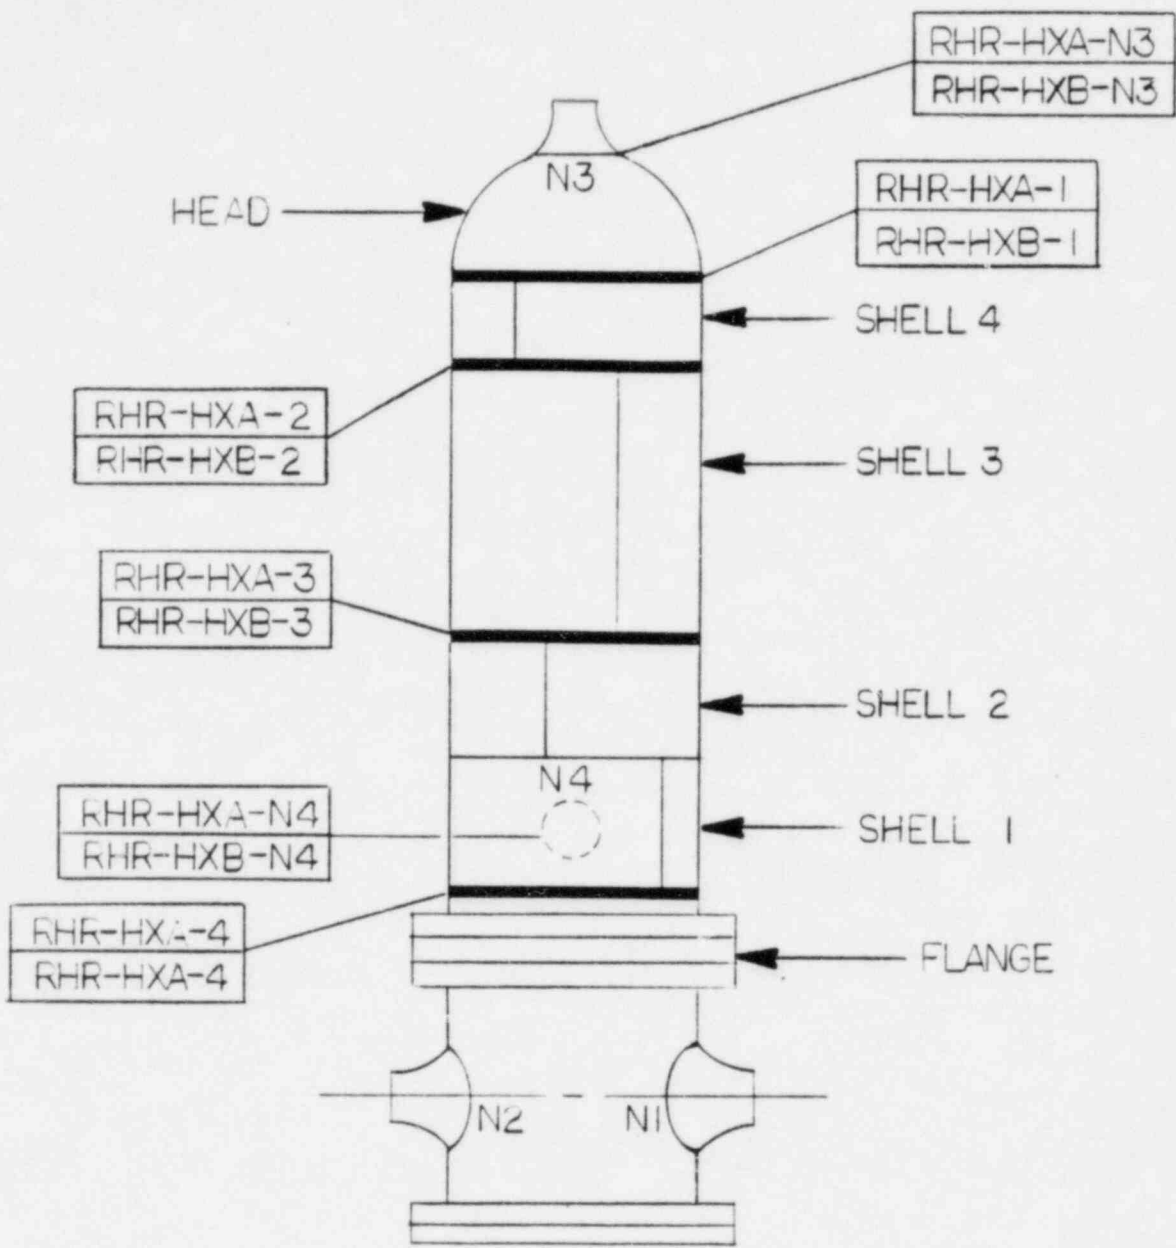 RHR-HXA-N3
RHR-HXB-N3
N3
HEAD
RHR-HXA-1
RHR-HXB-1
SHELL 4
RHR-HXA-2
RHR-HXB-2
SHELL 3
RHR-HXA-3
RHR-HXB-3
SHELL 2
N4
RHR-HXA-N4
RHR-HXB-N4
SHELL 1
RHR-HXA-4
RHR-HXA-4
FLANGE
N2
N1